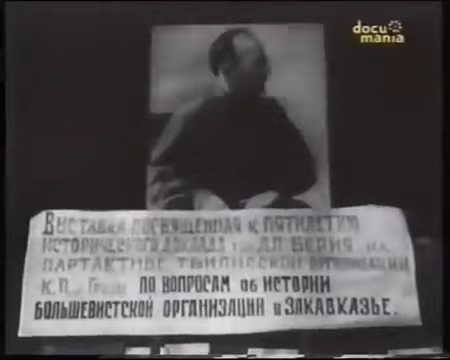 docu
mania
ВЫСТАВКА ПОСВЯЩЕННАЯ К ПЯТИЛЕТИЮ
ИСТОРИЧЕСКОГО ДОКЛАДА тов. Л.П. БЕРИЯ на
ПАРТАКТИВЕ ТБИЛИССКОЙ ОРГАНИЗАЦИИ
К.П. Грузии ПО ВОПРОСАМ об ИСТОРИИ
БОЛЬШЕВИСТСКОЙ ОРГАНИЗАЦИИ в ЗАКАВКАЗЬЕ.